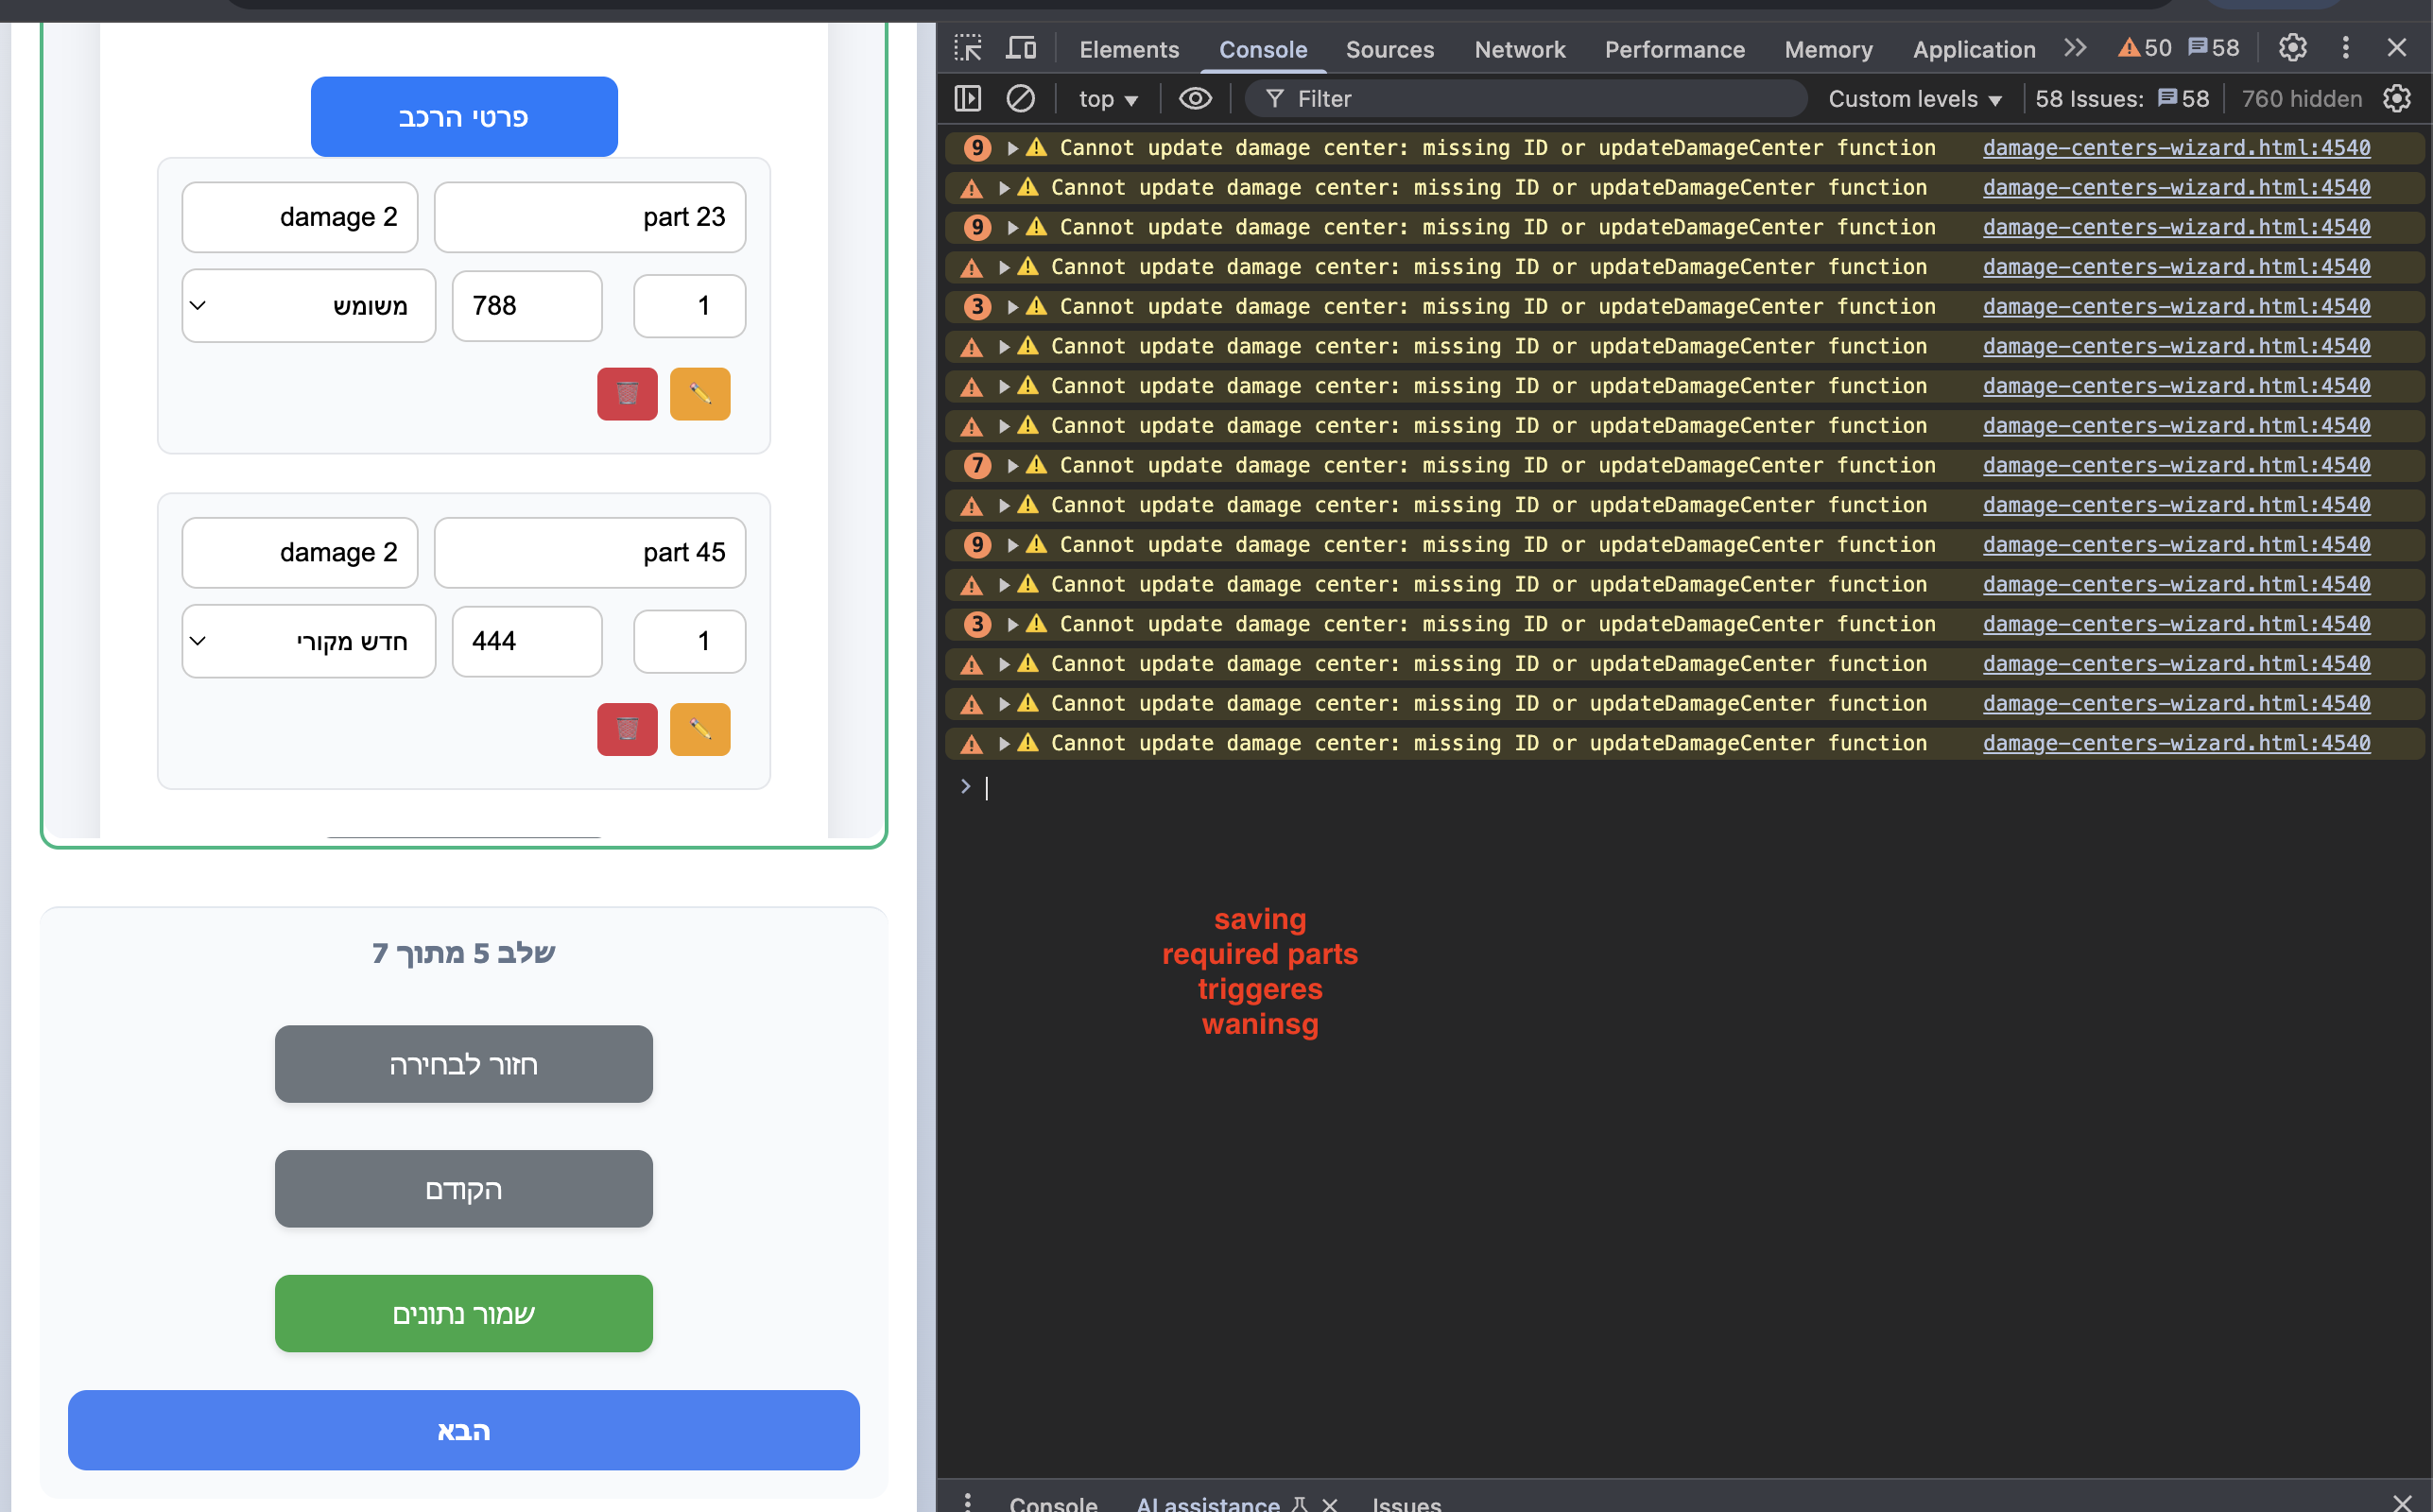 פרטי הרכב
part 23 damage 2
1 788 משומש
part 45 damage 2
1 444 חדש מקורי
שלב 5 מתוך 7
חזור לבחירה
הקודם
שמור נתונים
הבא
Elements Console Sources Network Performance Memory Application 50 58
top Filter Custom levels 58 Issues: 58 760 hidden
9 Cannot update damage center: missing ID or updateDamageCenter function damage-centers-wizard.html:4540
Cannot update damage center: missing ID or updateDamageCenter function damage-centers-wizard.html:4540
9 Cannot update damage center: missing ID or updateDamageCenter function damage-centers-wizard.html:4540
Cannot update damage center: missing ID or updateDamageCenter function damage-centers-wizard.html:4540
3 Cannot update damage center: missing ID or updateDamageCenter function damage-centers-wizard.html:4540
Cannot update damage center: missing ID or updateDamageCenter function damage-centers-wizard.html:4540
Cannot update damage center: missing ID or updateDamageCenter function damage-centers-wizard.html:4540
Cannot update damage center: missing ID or updateDamageCenter function damage-centers-wizard.html:4540
7 Cannot update damage center: missing ID or updateDamageCenter function damage-centers-wizard.html:4540
Cannot update damage center: missing ID or updateDamageCenter function damage-centers-wizard.html:4540
9 Cannot update damage center: missing ID or updateDamageCenter function damage-centers-wizard.html:4540
Cannot update damage center: missing ID or updateDamageCenter function damage-centers-wizard.html:4540
3 Cannot update damage center: missing ID or updateDamageCenter function damage-centers-wizard.html:4540
Cannot update damage center: missing ID or updateDamageCenter function damage-centers-wizard.html:4540
Cannot update damage center: missing ID or updateDamageCenter function damage-centers-wizard.html:4540
Cannot update damage center: missing ID or updateDamageCenter function damage-centers-wizard.html:4540
saving
required parts
triggeres
waninsg
Console AI assistance Issues